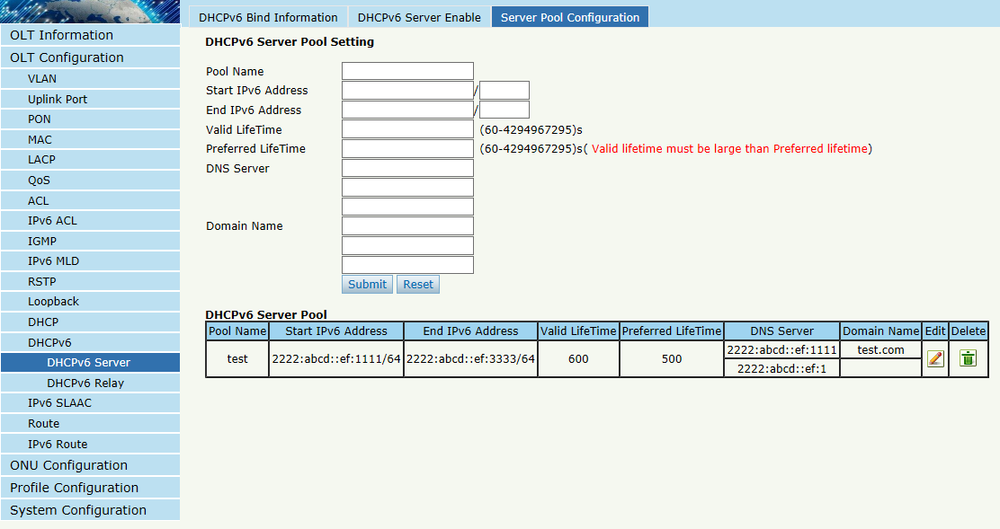 DHCPv6 Bind Information DHCPv6 Server Enable Server Pool Configuration
OLT Information
OLT Configuration
VLAN
Uplink Port
PON
MAC
LACP
QoS
ACL
IPv6 ACL
IGMP
IPv6 MLD
RSTP
Loopback
DHCP
DHCPv6
DHCPv6 Server
DHCPv6 Relay
IPv6 SLAAC
Route
IPv6 Route
ONU Configuration
Profile Configuration
System Configuration
DHCPv6 Server Pool Setting
Pool Name
Start IPv6 Address /
End IPv6 Address /
Valid LifeTime (60-4294967295)s
Preferred LifeTime (60-4294967295)s( Valid lifetime must be large than Preferred lifetime)
DNS Server
Domain Name
Submit Reset
DHCPv6 Server Pool
Pool Name Start IPv6 Address End IPv6 Address Valid LifeTime Preferred LifeTime DNS Server Domain Name Edit Delete
test 2222:abcd::ef:1111/64 2222:abcd::ef:3333/64 600 500 2222:abcd::ef:1111 test.com
2222:abcd::ef:1